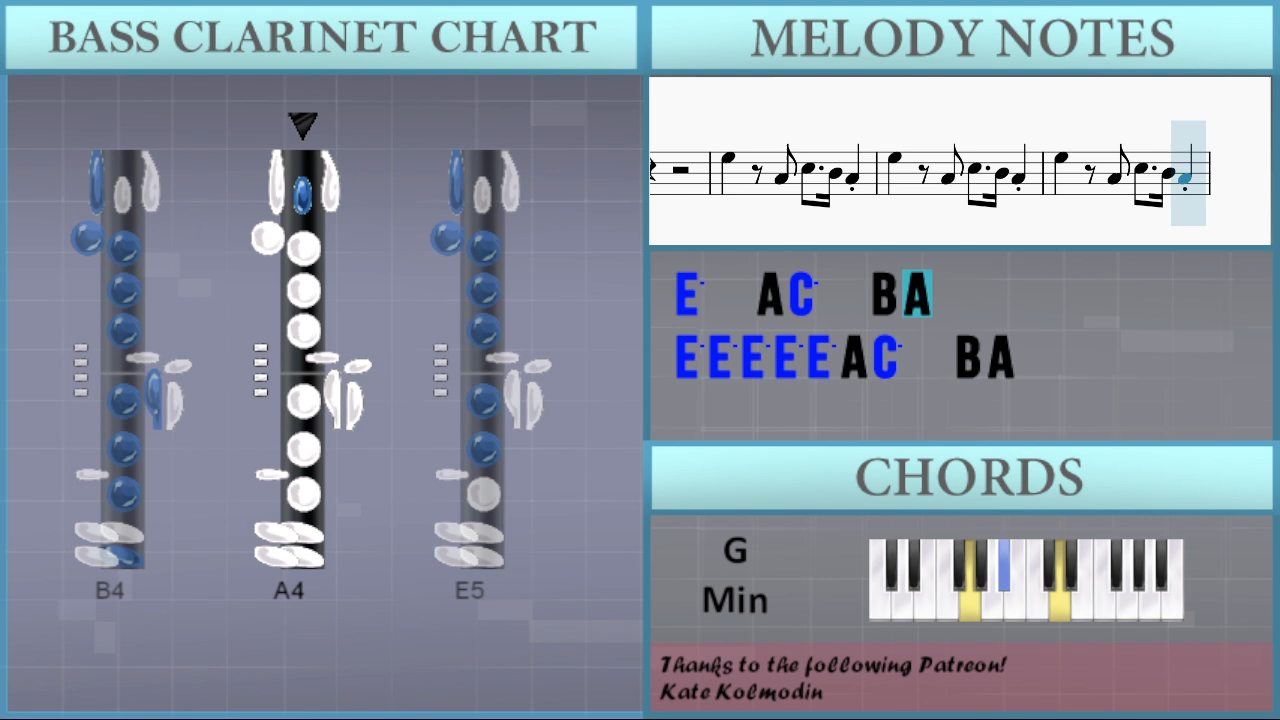 BASS CLARINET CHART
MELODY NOTES
E- AC- BA
E-E-E-E-E-AC- BA
B4
A4
E5
CHORDS
G
Min
Thanks to the following Patreon!
Kate Kolmodin